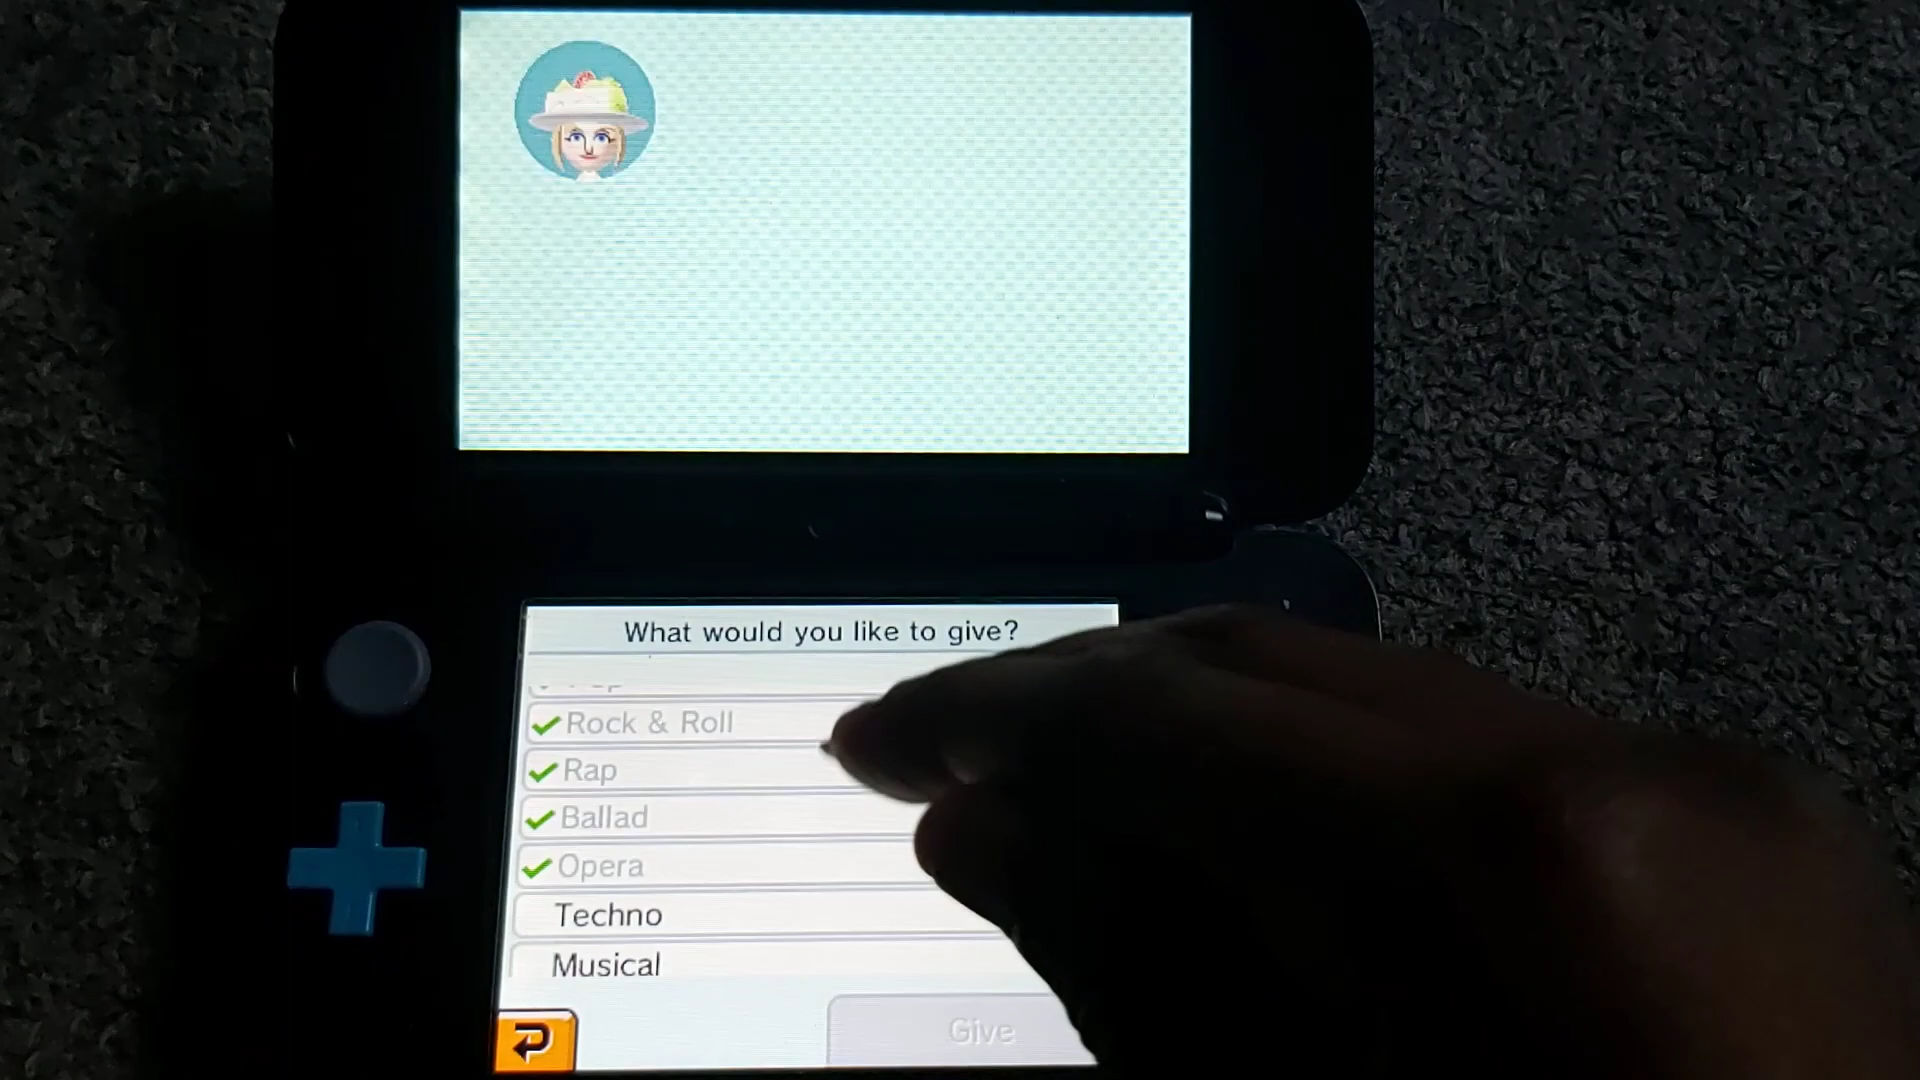 What would you like to give?
Rock & Roll
Rap
Ballad
Opera
Techno
Musical
Give